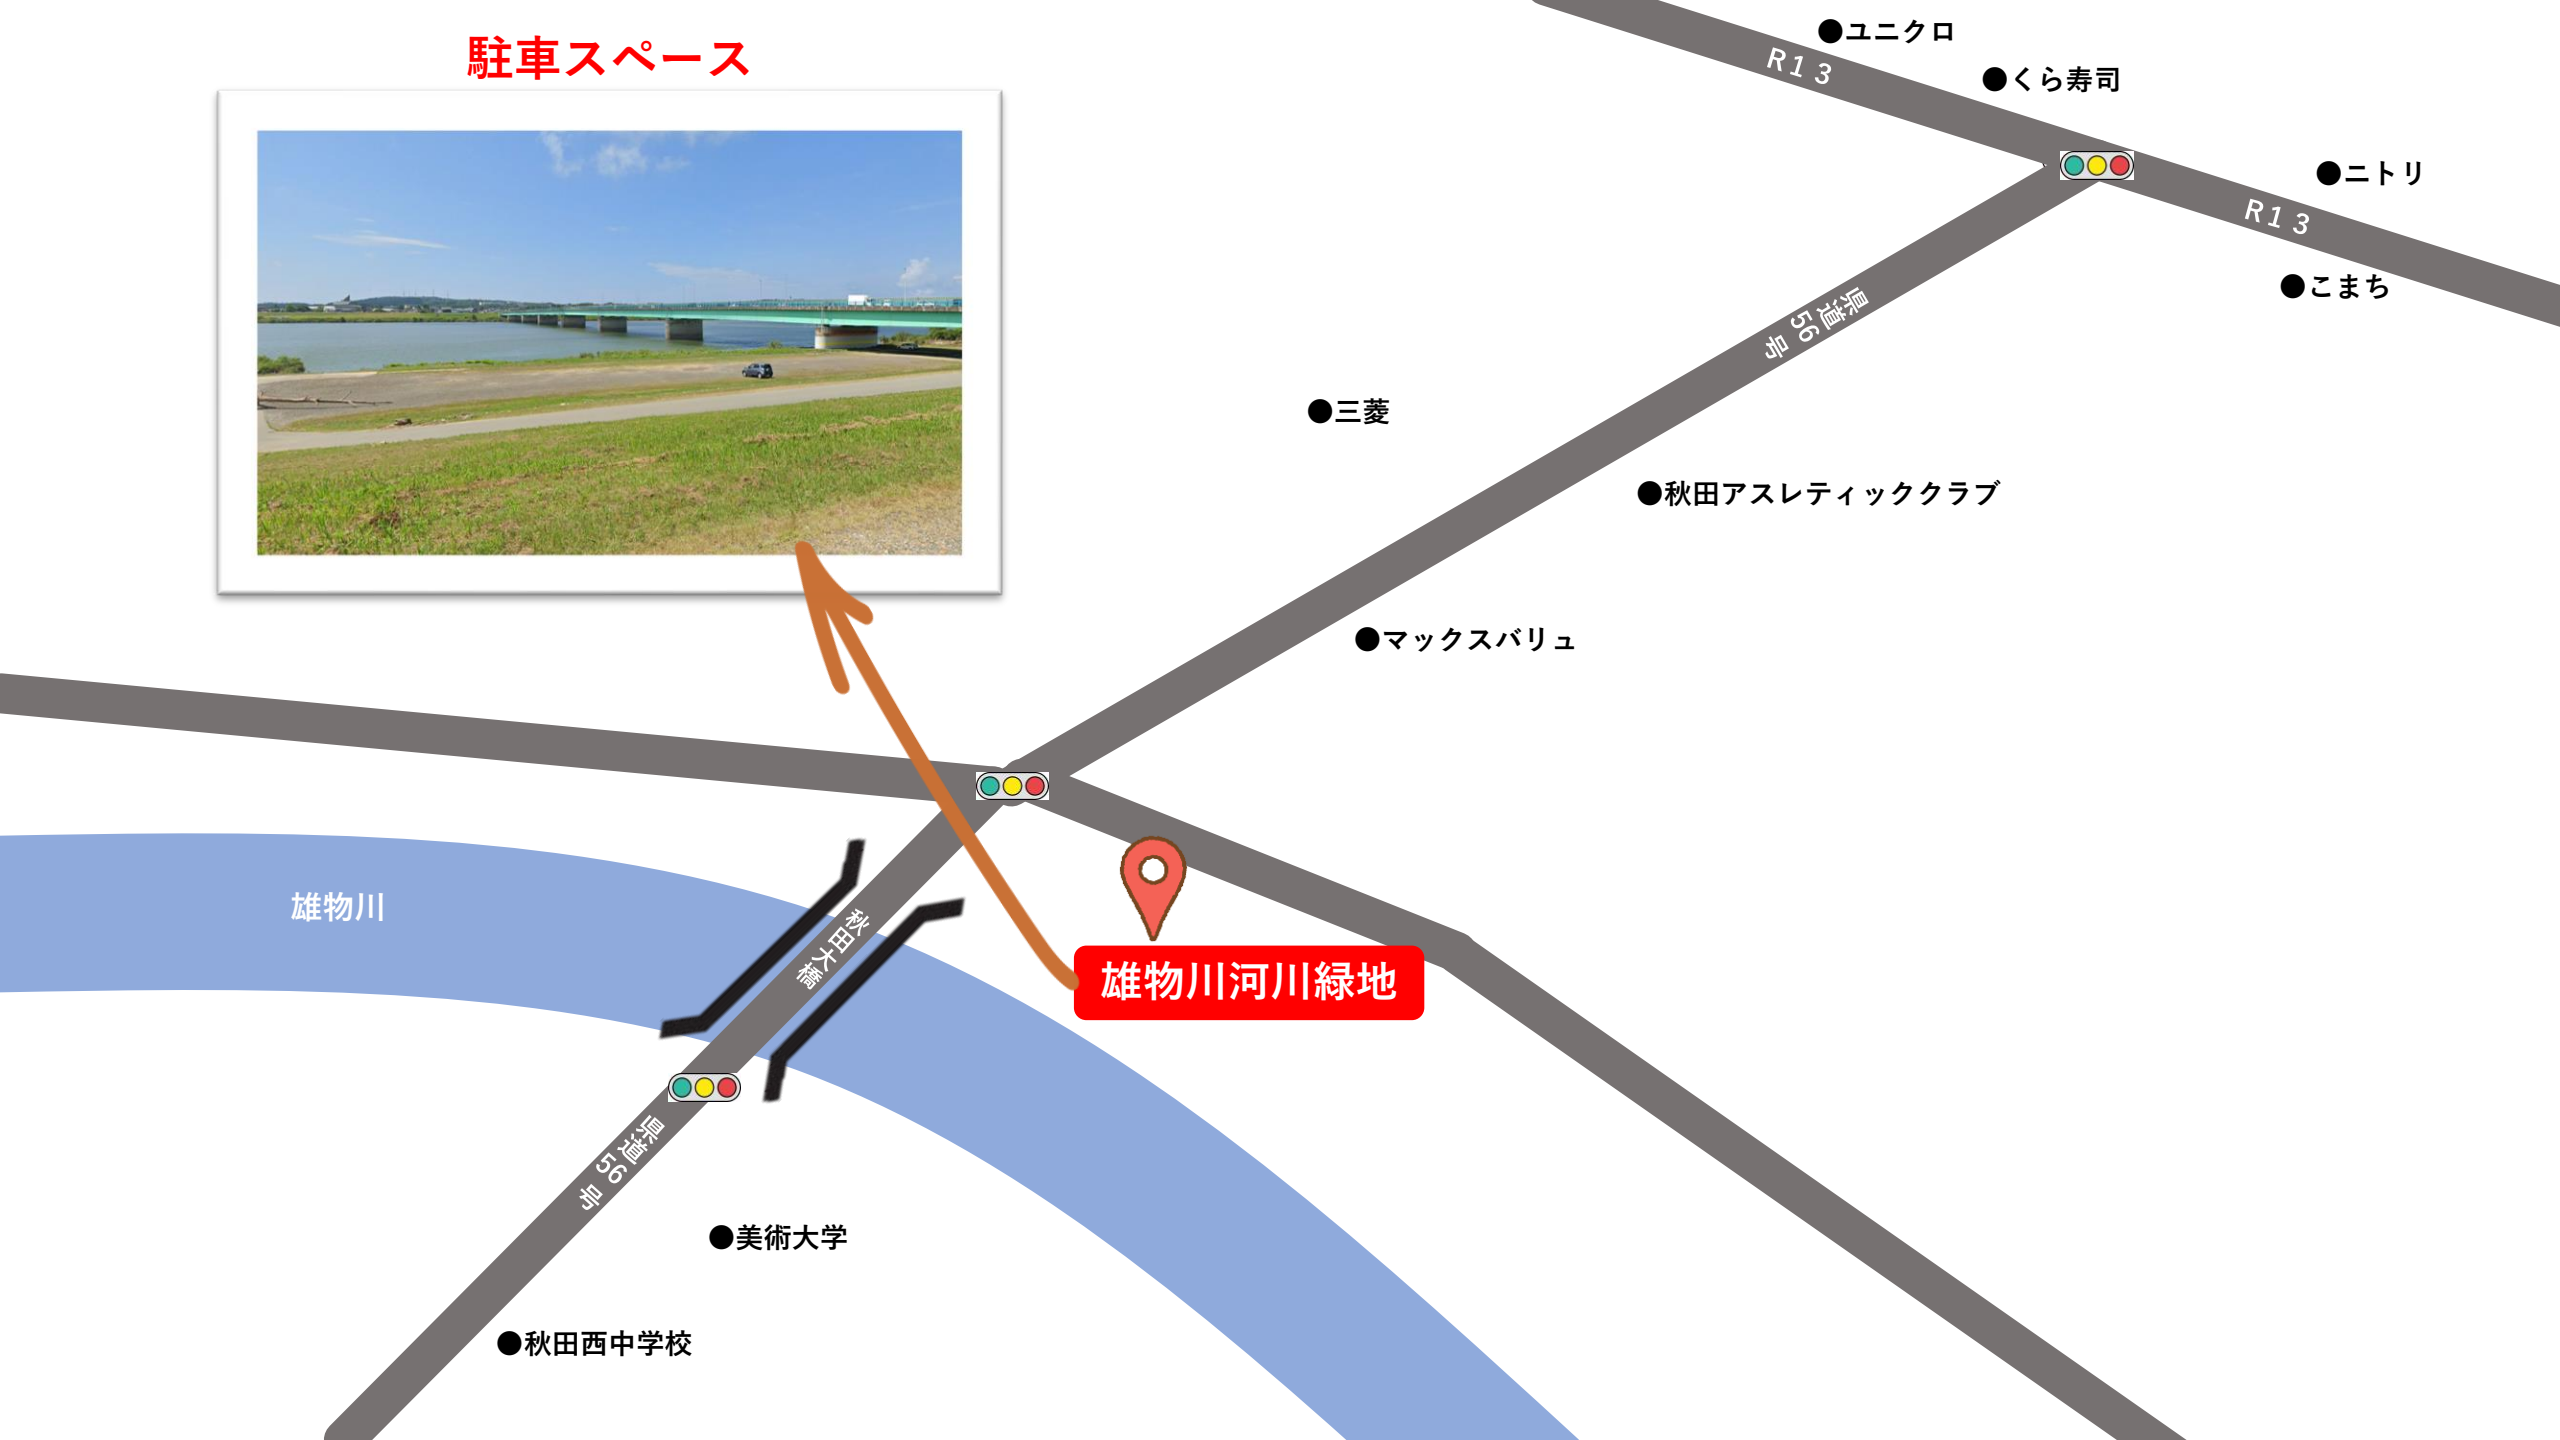 駐車スペース
●ユニクロ
R13
●くら寿司
●ニトリ
R13
●こまち
県道56号
●三菱
●秋田アスレティッククラブ
●マックスバリュ
雄物川
秋田大橋
雄物川河川緑地
県道56号
●美術大学
●秋田西中学校